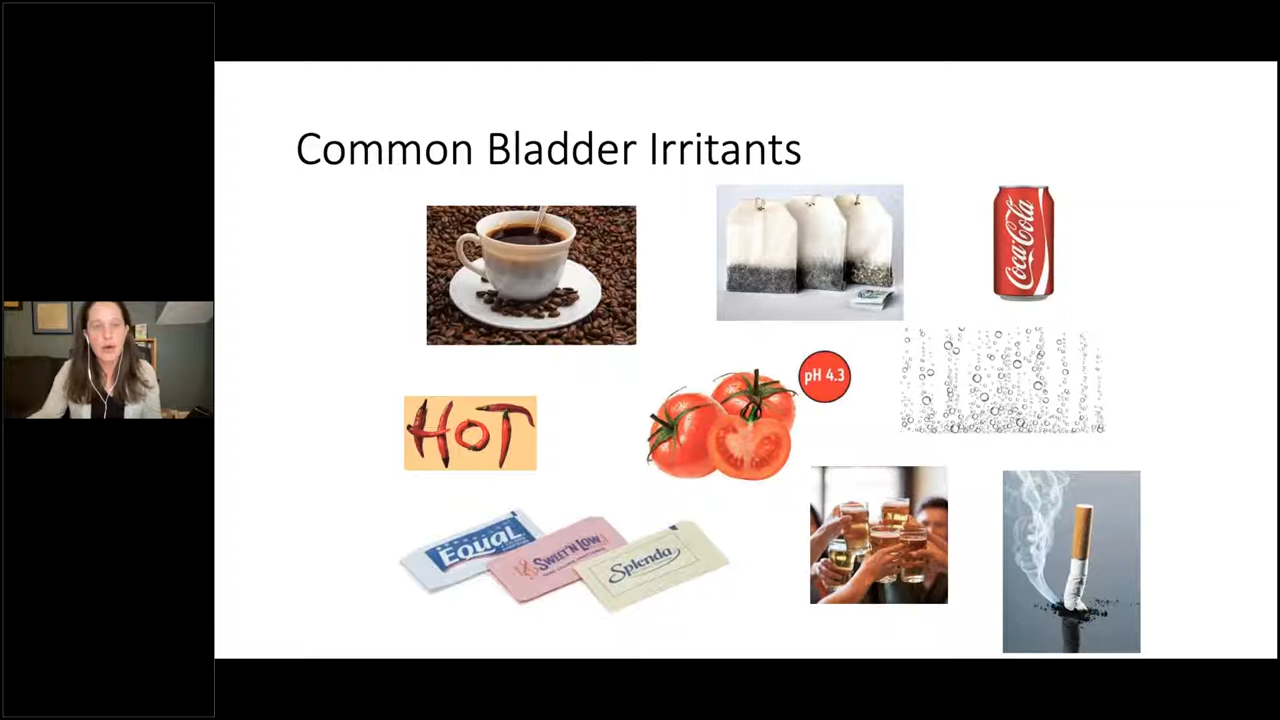 Common Bladder Irritants
Coca-Cola
pH 4.3
HOT
EQUAL
SWEET'N LOW
Splenda